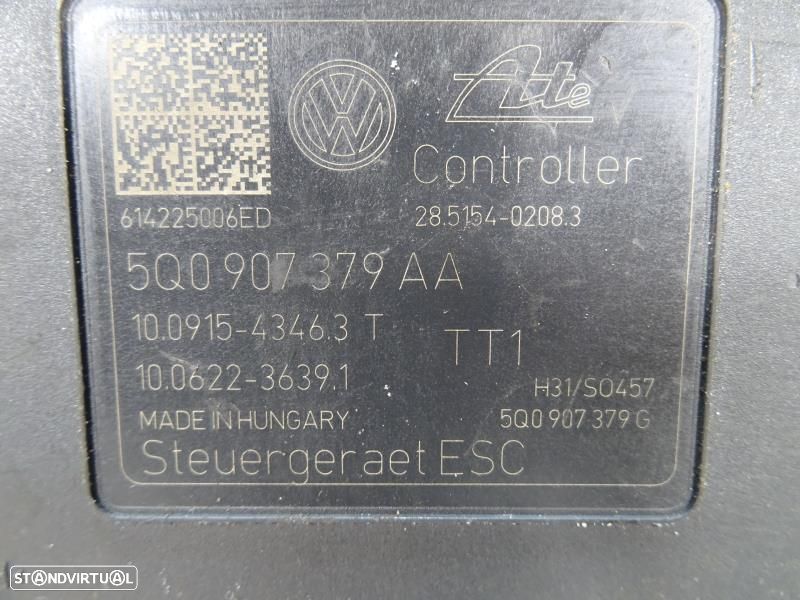 VW Ate
Controller
614225006ED 28.5154-0208.3
5Q0 907 379 AA
10.0915-4346.3 T TT1
10.0622-3639.1
H31/S0457
MADE IN HUNGARY 5Q0 907 379 G
Steuergeraet ESC
STANDVIRTUAL